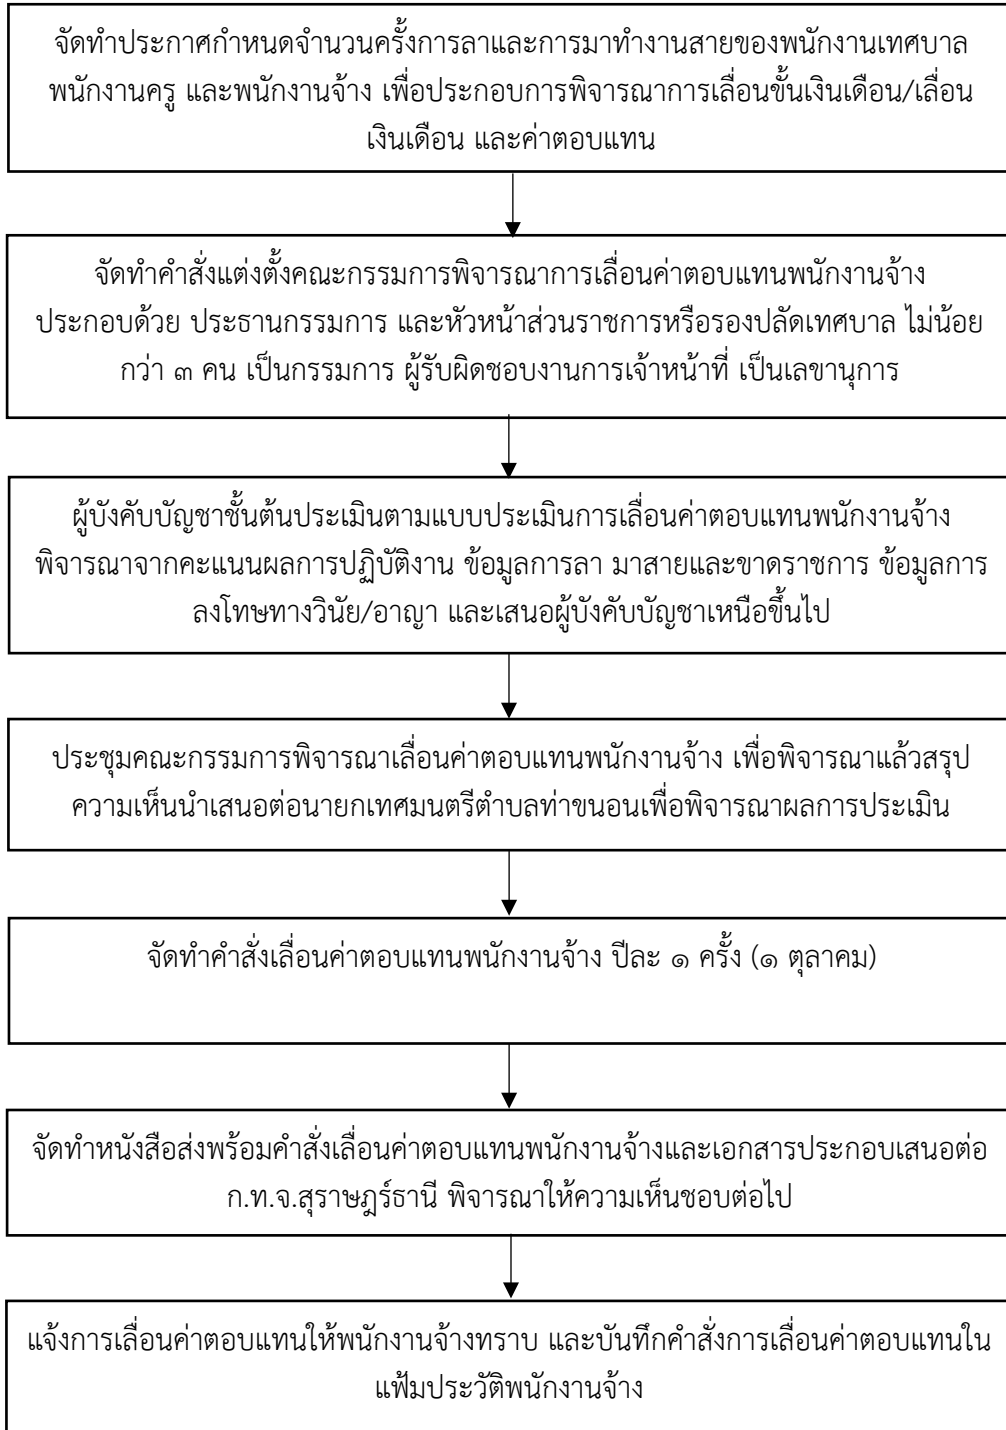 จัดทำประกาศกำหนดจำนวนครั้งการลาและการมาทำงานสายของพนักงานเทศบาล
พนักงานครู และพนักงานจ้าง เพื่อประกอบการพิจารณาการเลื่อนขั้นเงินเดือน/เลื่อน
เงินเดือน และค่าตอบแทน
จัดทำคำสั่งแต่งตั้งคณะกรรมการพิจารณาการเลื่อนค่าตอบแทนพนักงานจ้าง
ประกอบด้วย ประธานกรรมการ และหัวหน้าส่วนราชการหรือรองปลัดเทศบาล ไม่น้อย
กว่า ๓ คน เป็นกรรมการ ผู้รับผิดชอบงานการเจ้าหน้าที่ เป็นเลขานุการ
ผู้บังคับบัญชาชั้นต้นประเมินตามแบบประเมินการเลื่อนค่าตอบแทนพนักงานจ้าง
พิจารณาจากคะแนนผลการปฏิบัติงาน ข้อมูลการลา มาสายและขาดราชการ ข้อมูลการ
ลงโทษทางวินัย/อาญา และเสนอผู้บังคับบัญชาเหนือขึ้นไป
ประชุมคณะกรรมการพิจารณาเลื่อนค่าตอบแทนพนักงานจ้าง เพื่อพิจารณาแล้วสรุป
ความเห็นนำเสนอต่อนายกเทศมนตรีตำบลท่าขนอนเพื่อพิจารณาผลการประเมิน
จัดทำคำสั่งเลื่อนค่าตอบแทนพนักงานจ้าง ปีละ ๑ ครั้ง (๑ ตุลาคม)
จัดทำหนังสือส่งพร้อมคำสั่งเลื่อนค่าตอบแทนพนักงานจ้างและเอกสารประกอบเสนอต่อ
ก.ท.จ.สุราษฎร์ธานี พิจารณาให้ความเห็นชอบต่อไป
แจ้งการเลื่อนค่าตอบแทนให้พนักงานจ้างทราบ และบันทึกคำสั่งการเลื่อนค่าตอบแทนใน
แฟ้มประวัติพนักงานจ้าง